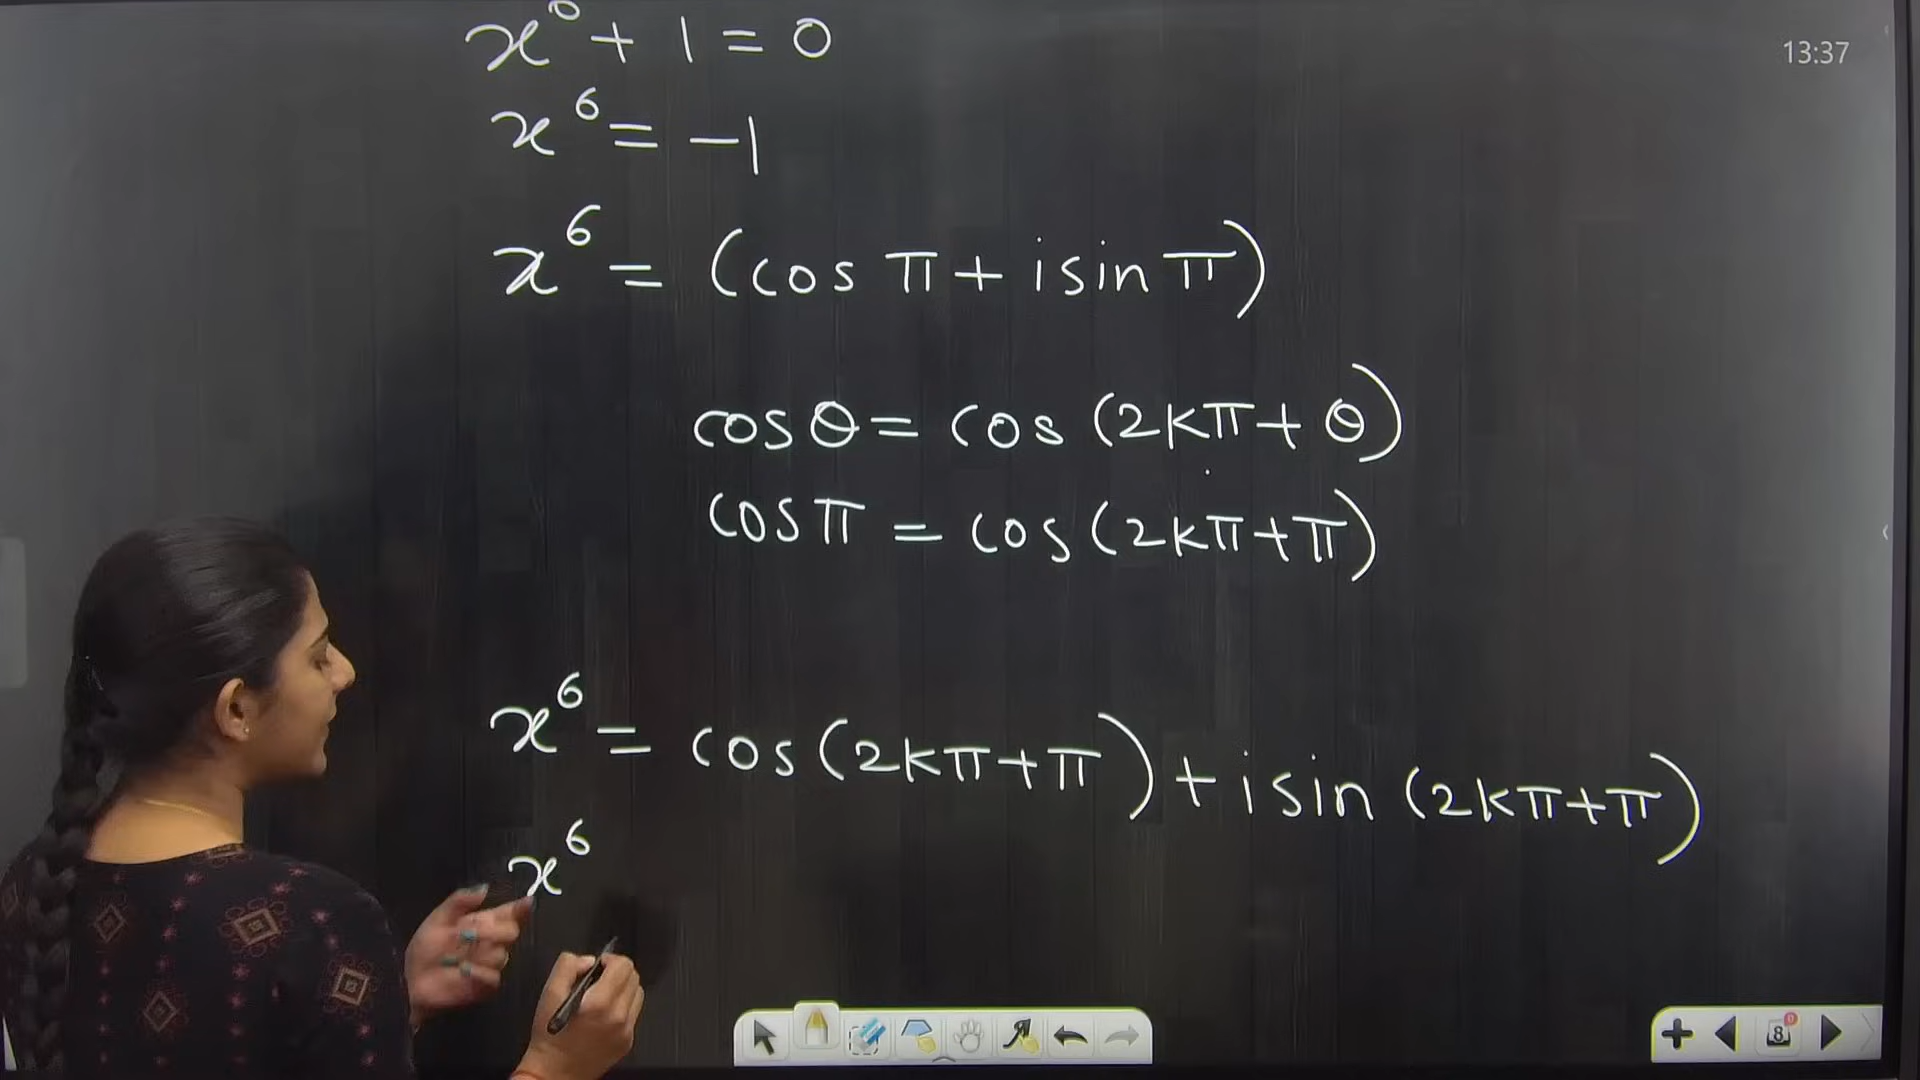 x⁶ + 1 = 0
13:37
x⁶ = -1
x⁶ = (cos π + i sin π)
cos θ = cos (2kπ + θ)
cos π = cos (2kπ + π)
x⁶ = cos (2kπ + π) + i sin (2kπ + π)
x⁶
8